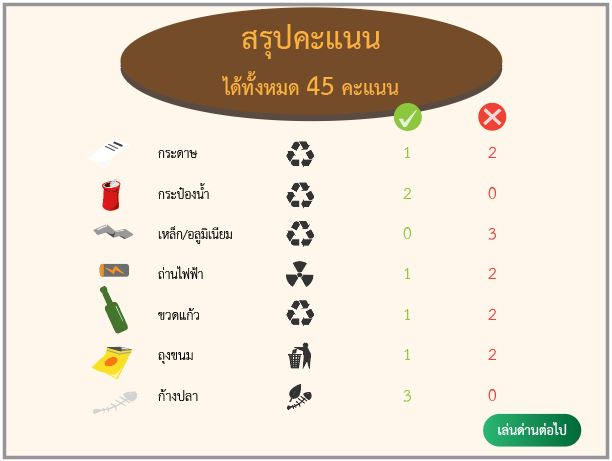 สรุปคะแนน
ได้ทั้งหมด 45 คะแนน
กระดาษ 1 2
กระป๋องน้ำ 2 0
เหล็ก/อลูมิเนียม 0 3
ถ่านไฟฟ้า 1 2
ขวดแก้ว 1 2
ถุงขนม 1 2
ก้างปลา 3 0
เล่นด่านต่อไป